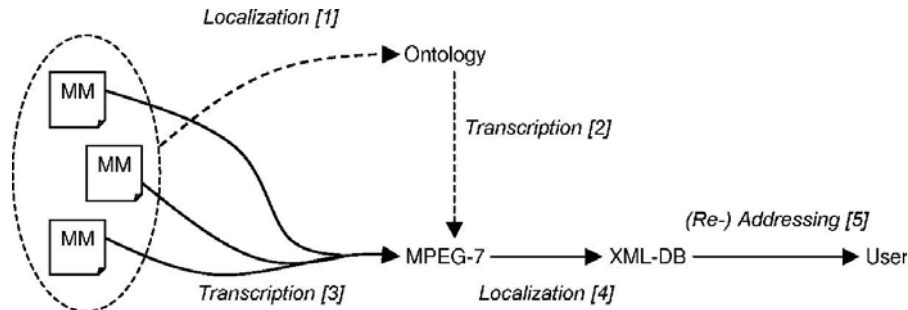 Localization [1]
Ontology
MM
Transcription [2]
MM
(Re-) Addressing [5]
MM
MPEG-7
XML-DB
User
Transcription [3]
Localization [4]